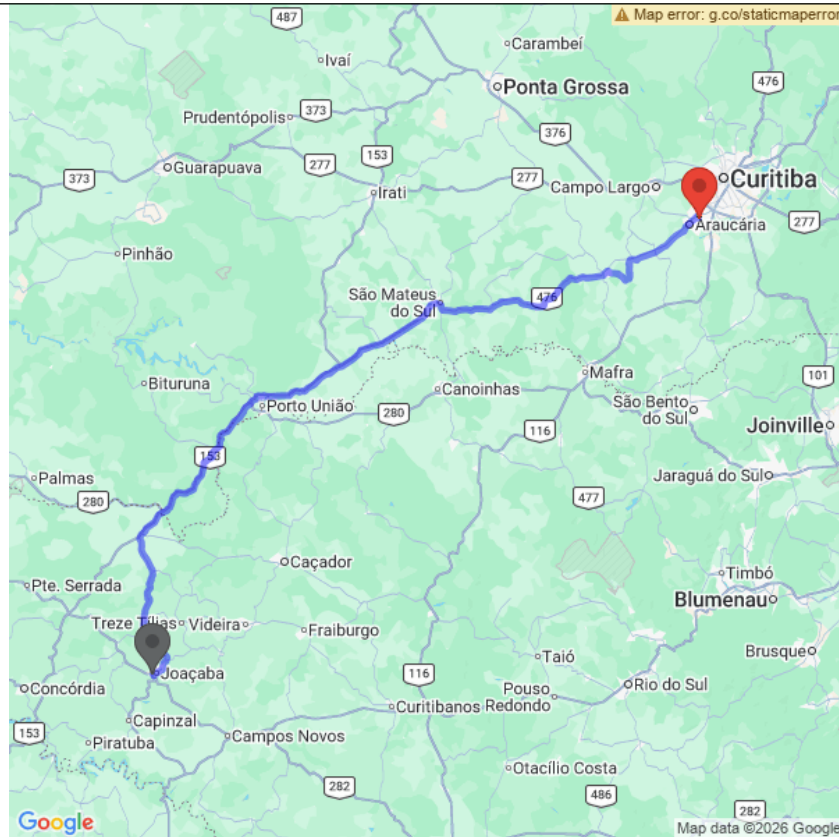 ⚠ Map error: g.co/staticmaperror
487
Carambeí
Ivaí
476
Ponta Grossa
Prudentópolis
373
376
153
Guarapuava
277
373
277
Campo Largo
Curitiba
Irati
277
Araucária
Pinhão
São Mateus
do Sul
476
Mafra
101
Bituruna
Canoinhas
Porto União
280
São Bento
do Sul
116
Joinville
153
Palmas
Jaraguá do Sul
280
477
Caçador
Timbó
Pte. Serrada
Blumenau
Treze Tílias
Videira
Fraiburgo
Brusque
Taió
Joaçaba
116
Rio do Sul
Concórdia
Pouso
Redondo
Curitibanos
Capinzal
153
Piratuba
Campos Novos
Otacílio Costa
282
486
282
Google
Map data ©2026 Google